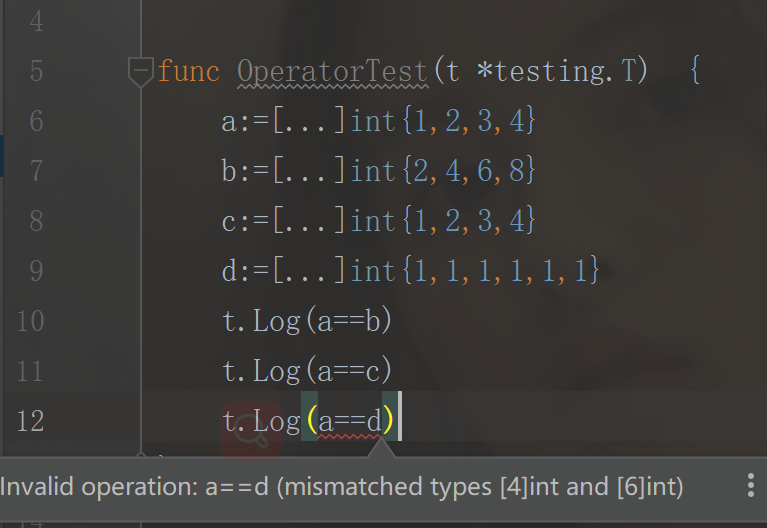 4
5 func OperatorTest(t *testing.T) {
6 a:=[...]int{1,2,3,4}
7 b:=[...]int{2,4,6,8}
8 c:=[...]int{1,2,3,4}
9 d:=[...]int{1,1,1,1,1,1}
10 t.Log(a==b)
11 t.Log(a==c)
12 t.Log(a==d)
Invalid operation: a==d (mismatched types [4]int and [6]int)
14